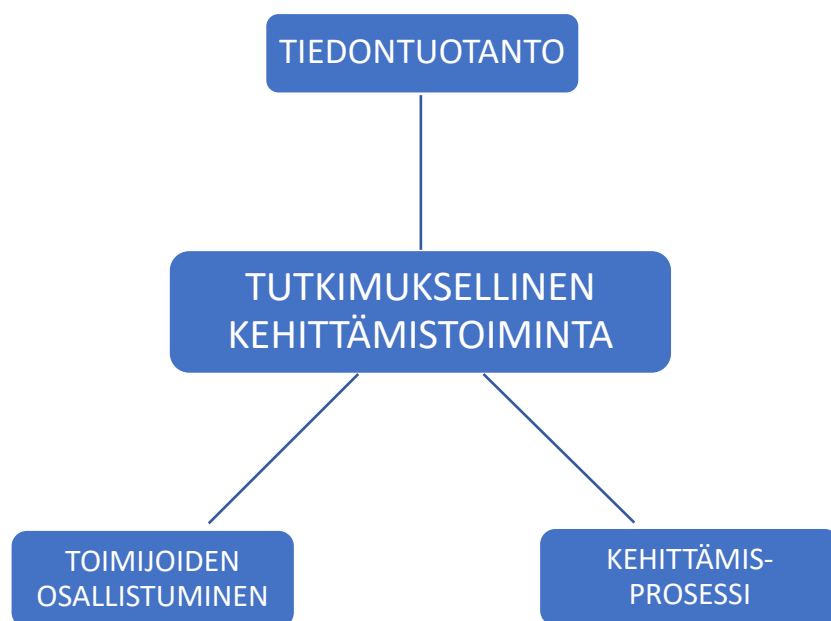 TIEDONTUOTANTO
TUTKIMUKSELLINEN
KEHITTÄMISTOIMINTA
TOIMIJOIDEN
OSALLISTUMINEN
KEHITTÄMIS-
PROSESSI